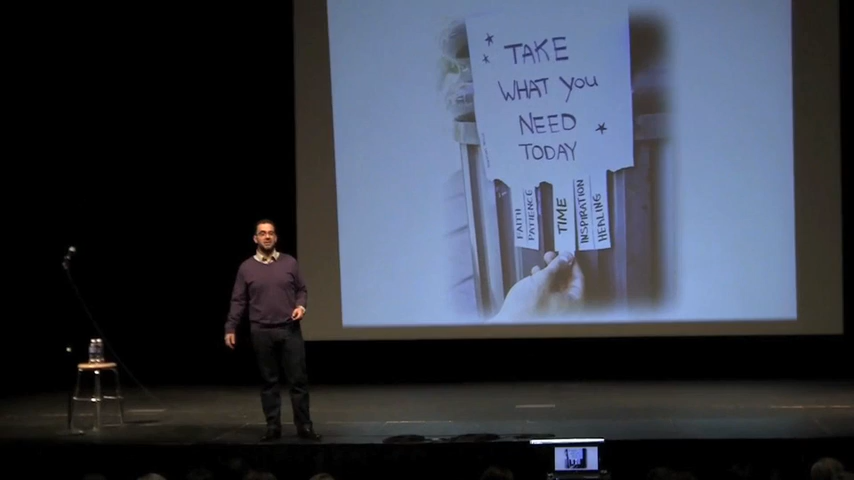 TAKE
WHAT YOU
NEED
TODAY
FAITH
PATIENCE
TIME
INSPIRATION
HEALING